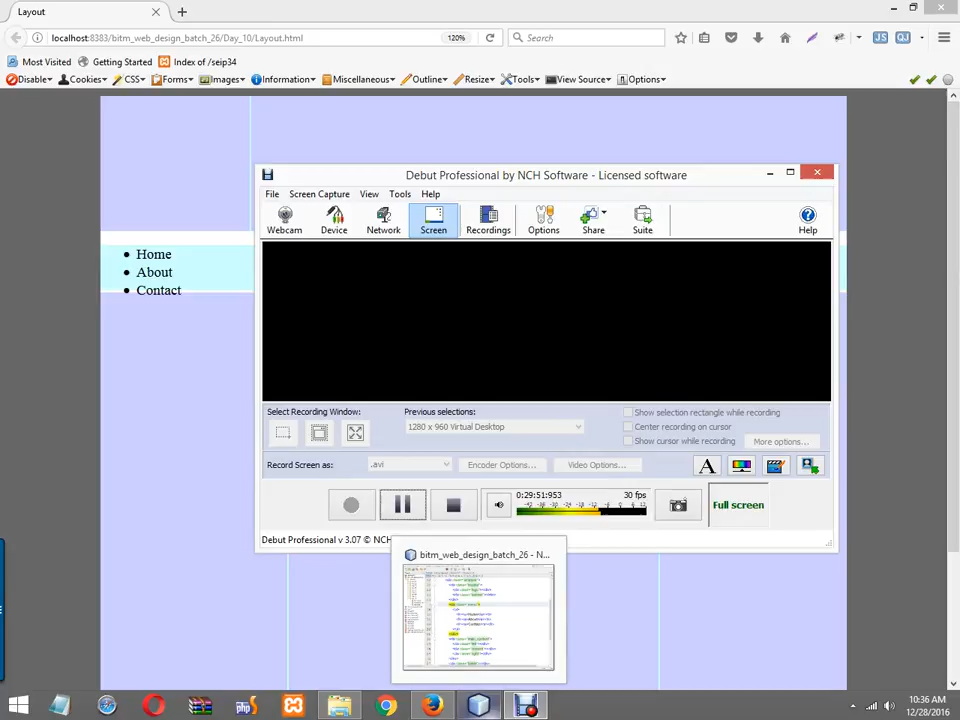 Layout
localhost:8383/bitm_web_design_batch_26/Day_10/Layout.html
120%
Search
Most Visited
Getting Started
Index of /seip34
Disable
Cookies
CSS
Forms
Images
Information
Miscellaneous
Outline
Resize
Tools
View Source
Options
Debut Professional by NCH Software - Licensed software
File
Screen Capture
View
Tools
Help
Webcam
Device
Network
Screen
Recordings
Options
Share
Suite
Help
Home
About
Contact
Select Recording Window:
Previous selections:
1280 x 960 Virtual Desktop
Show selection rectangle while recording
Center recording on cursor
Show cursor while recording
More options...
Record Screen as:
.avi
Encoder Options...
Video Options...
A
0:29:51:953
30 fps
Full screen
Debut Professional v 3.07 © NCH
bitm_web_design_batch_26 - N...
10:36 AM
12/28/2016